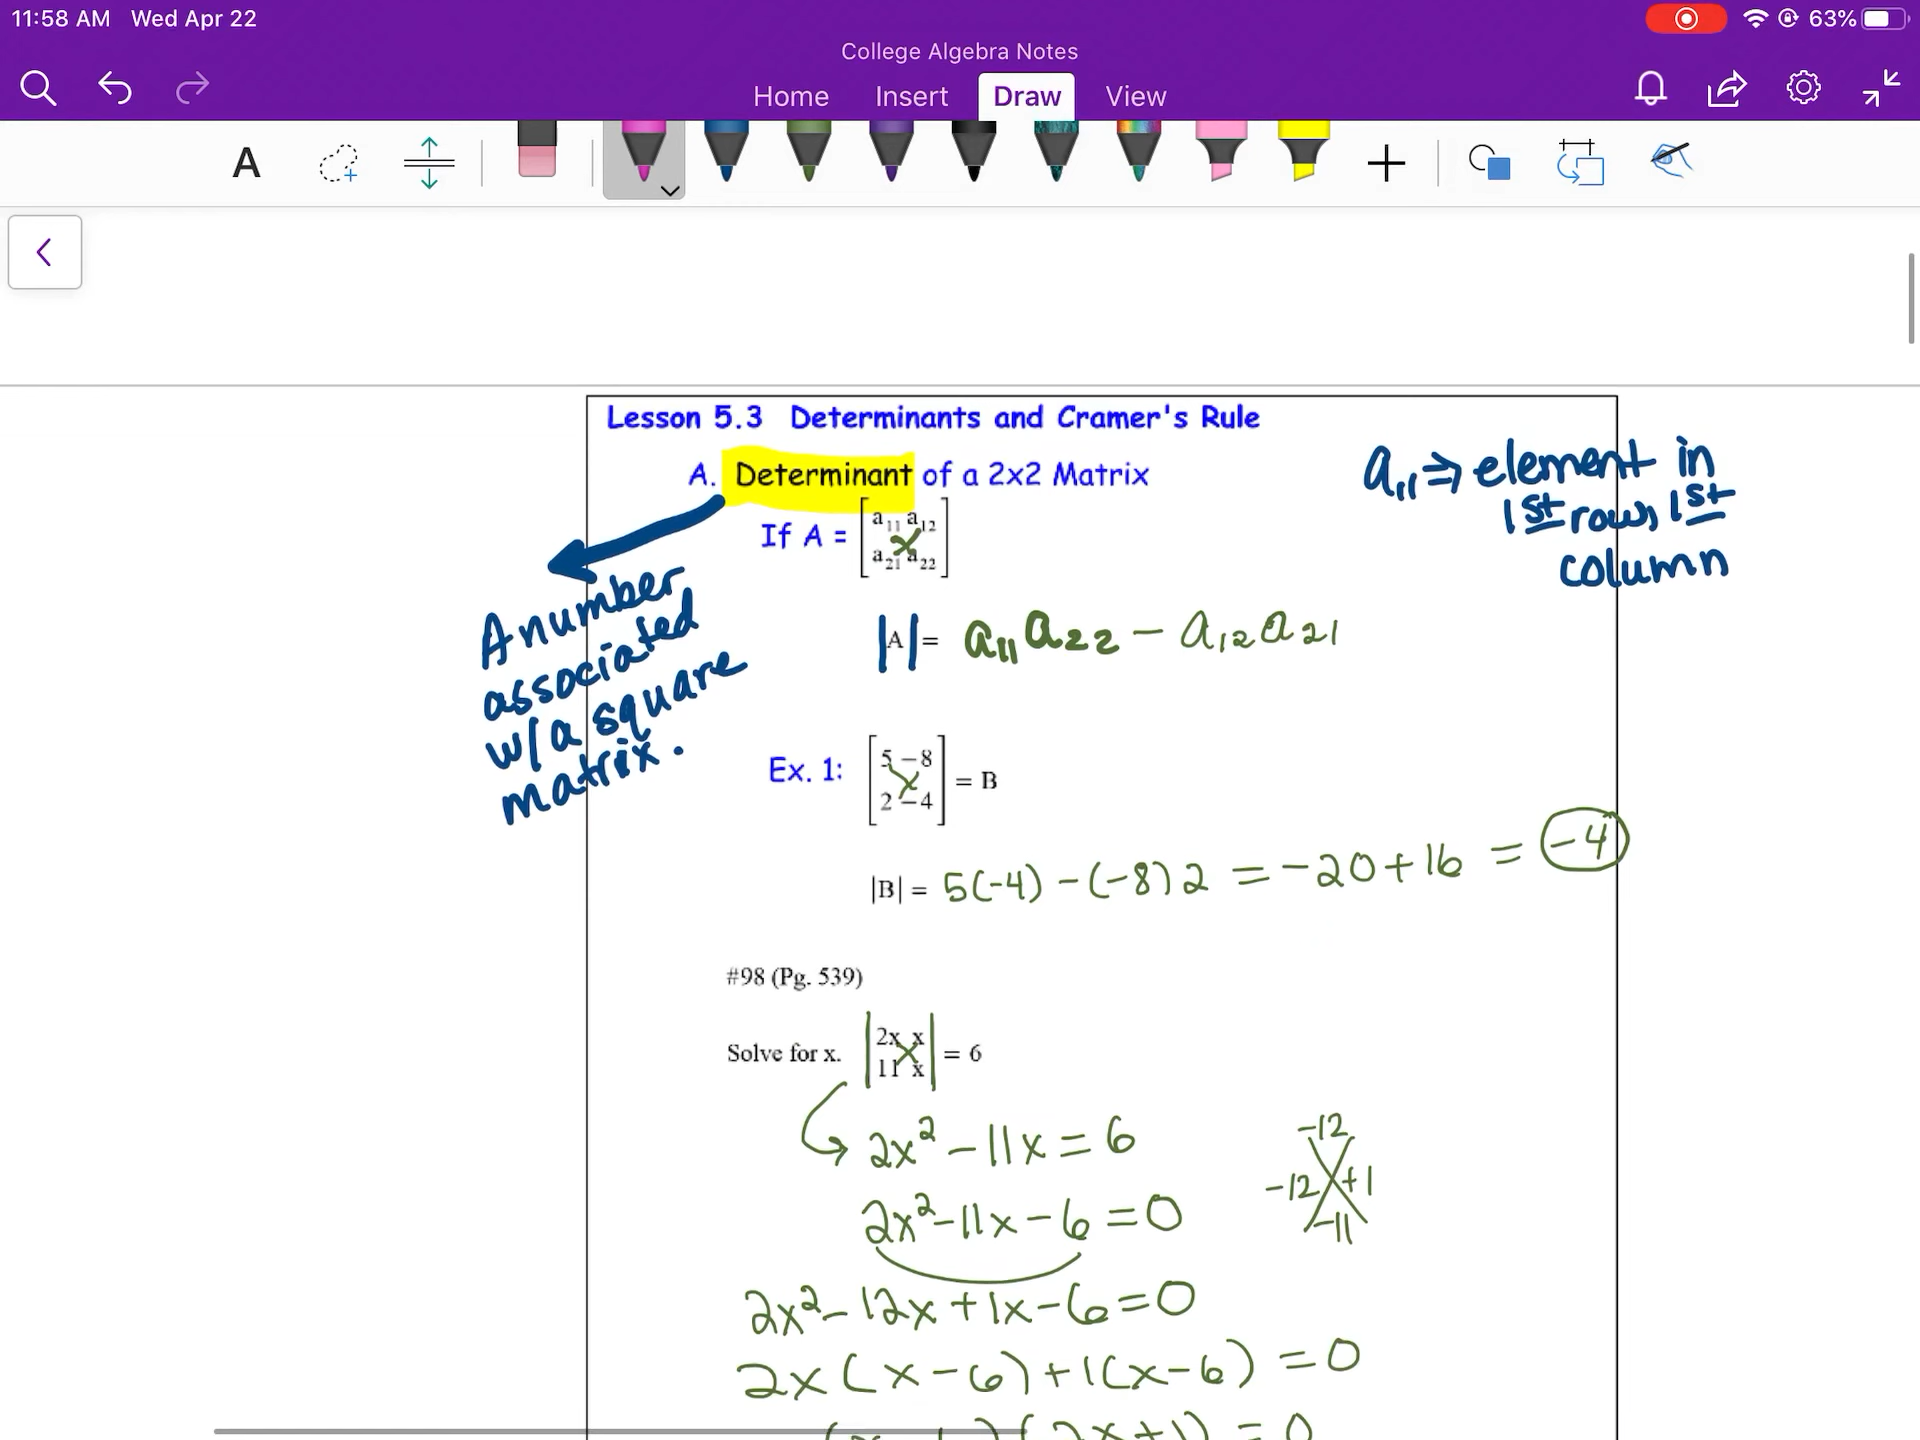 11:58 AM Wed Apr 22
63%
College Algebra Notes
Home Insert Draw View
A
Lesson 5.3 Determinants and Cramer's Rule
A. Determinant of a 2x2 Matrix
a₁₁ ⇒ element in
1st row, 1st
column
If A = [a₁₁ a₁₂
a₂₁ a₂₂]
A number
associated
w/a square
matrix.
|A| = a₁₁a₂₂ − a₁₂a₂₁
Ex. 1: [5 −8
2 −4] = B
|B| = 5(-4) - (-8)2 = -20+16 = -4
#98 (Pg. 539)
Solve for x. |2x x
11 x| = 6
2x² - 11x = 6
-12
-12 +1
-11
2x² - 11x - 6 = 0
2x² - 12x + 1x - 6 = 0
2x(x-6) + 1(x-6) = 0
(2x+1) = 0